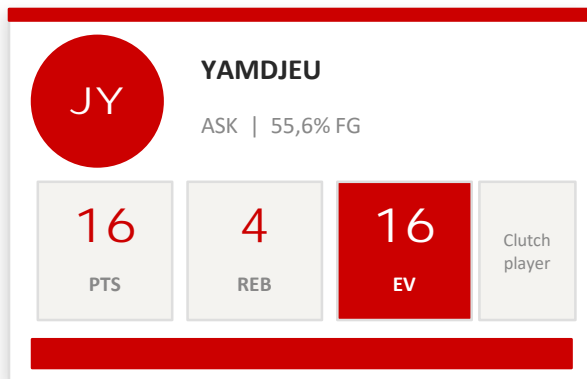 JY
YAMDJEU
ASK | 55,6% FG
16
PTS
4
REB
16
EV
Clutch
player